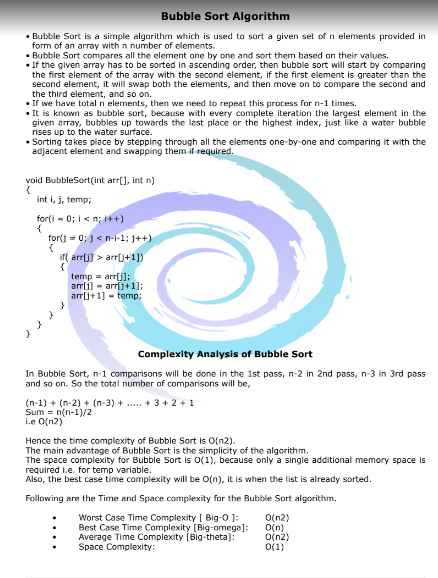 Bubble Sort Algorithm
• Bubble Sort is a simple algorithm which is used to sort a given set of n elements provided in
form of an array with n number of elements.
• Bubble Sort compares all the element one by one and sort them based on their values.
• If the given array has to be sorted in ascending order, then bubble sort will start by comparing
the first element of the array with the second element, if the first element is greater than the
second element, it will swap both the elements, and then move on to compare the second and
the third element, and so on.
• If we have total n elements, then we need to repeat this process for n-1 times.
• It is known as bubble sort, because with every complete iteration the largest element in the
given array, bubbles up towards the last place or the highest index, just like a water bubble
rises up to the water surface.
• Sorting takes place by stepping through all the elements one-by-one and comparing it with the
adjacent element and swapping them if required.
void BubbleSort(int arr[], int n)
{
int i, j, temp;
for(i = 0; i < n; i++)
{
for(j = 0; j < n-i-1; j++)
{
if( arr[j] > arr[j+1])
{
temp = arr[j];
arr[j] = arr[j+1];
arr[j+1] = temp;
}
}
}
}
Complexity Analysis of Bubble Sort
In Bubble Sort, n-1 comparisons will be done in the 1st pass, n-2 in 2nd pass, n-3 in 3rd pass
and so on. So the total number of comparisons will be,
(n-1) + (n-2) + (n-3) + ..... + 3 + 2 + 1
Sum = n(n-1)/2
i.e O(n2)
Hence the time complexity of Bubble Sort is O(n2).
The main advantage of Bubble Sort is the simplicity of the algorithm.
The space complexity for Bubble Sort is O(1), because only a single additional memory space is
required i.e. for temp variable.
Also, the best case time complexity will be O(n), it is when the list is already sorted.
Following are the Time and Space complexity for the Bubble Sort algorithm.
• Worst Case Time Complexity [ Big-O ]: O(n2)
• Best Case Time Complexity [Big-omega]: O(n)
• Average Time Complexity [Big-theta]: O(n2)
• Space Complexity: O(1)